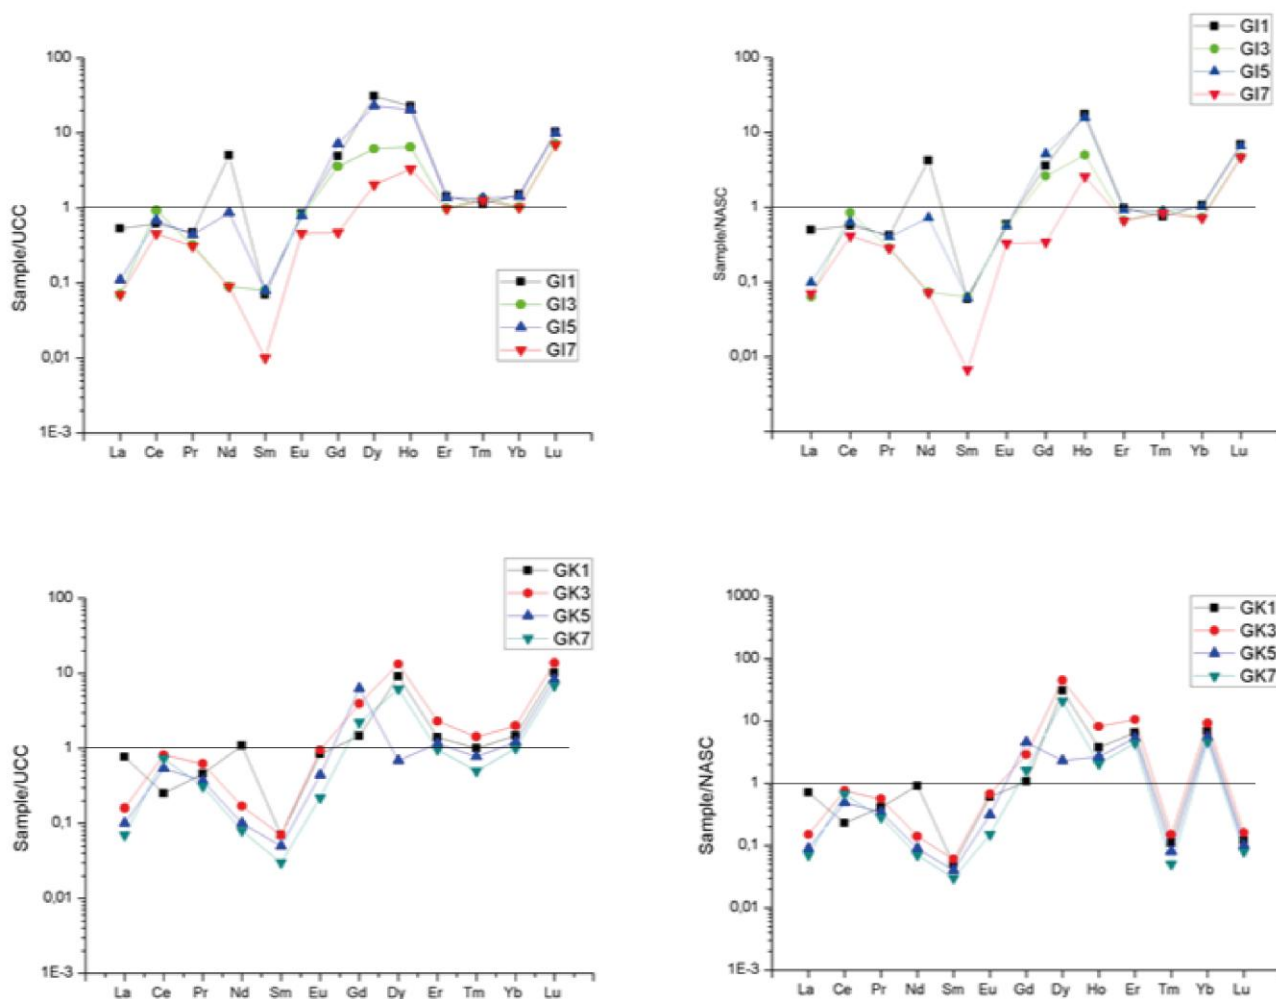 GI1
GI3
GI5
GI7
100
10
1
0,1
0,01
1E-3
Sample/UCC
GI1
GI3
GI5
GI7
La Ce Pr Nd Sm Eu Gd Dy Ho Er Tm Yb Lu
100
10
1
0,1
0,01
Sample/NASC
La Ce Pr Nd Sm Eu Gd Ho Er Tm Yb Lu
GK1
GK3
GK5
GK7
100
10
1
0,1
0,01
1E-3
Sample/UCC
La Ce Pr Nd Sm Eu Gd Dy Er Tm Yb Lu
GK1
GK3
GK5
GK7
1000
100
10
1
0,1
0,01
1E-3
Sample/NASC
La Ce Pr Nd Sm Eu Gd Dy Ho Er Tm Yb Lu